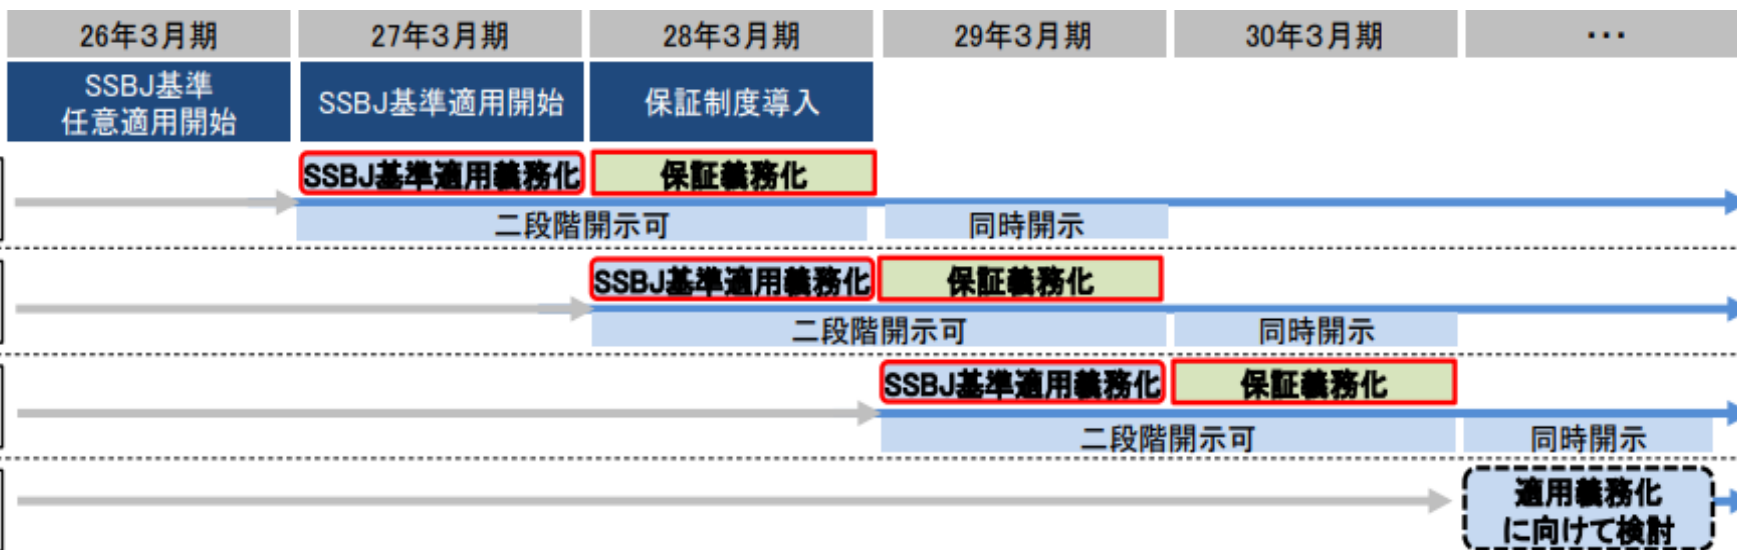 26年3月期
27年3月期
28年3月期
29年3月期
30年3月期
・・・
SSBJ基準
任意適用開始
SSBJ基準適用開始
保証制度導入
SSBJ基準適用義務化
保証義務化
二段階開示可
同時開示
SSBJ基準適用義務化
保証義務化
二段階開示可
同時開示
SSBJ基準適用義務化
保証義務化
二段階開示可
同時開示
適用義務化
に向けて検討